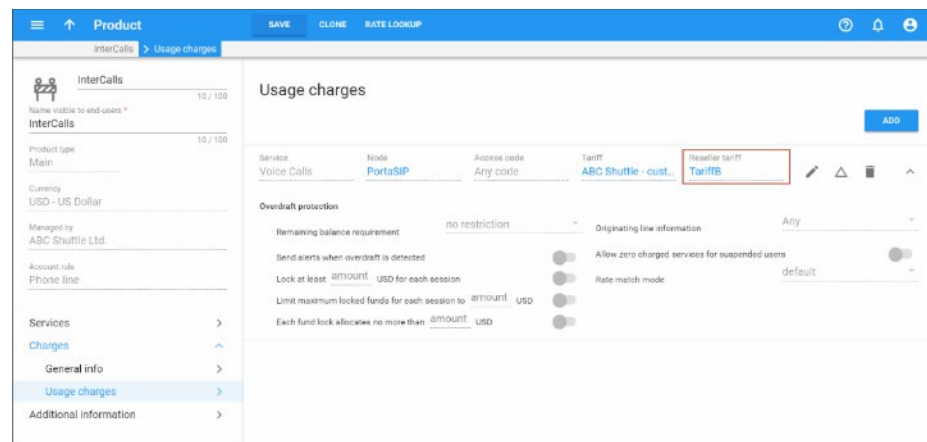 Product
SAVE CLONE RATE LOOKUP
InterCalls > Usage charges
InterCalls
10 / 100
Name visible to end-users *
InterCalls
10 / 100
Product type
Main
Currency
USD - US Dollar
Managed by
ABC Shuttle Ltd.
Account role
Phone line
Services
Charges
General info
Usage charges
Additional information
Usage charges
ADD
Service Node Access code Tariff Reseller tariff
Voice Calls PortaSIP Any code ABC Shuttle - cust... TariffB
Overdraft protection
Remaining balance requirement no restriction
Originating line information Any
Send alerts when overdraft is detected
Allow zero charged services for suspended users
Lock at least amount USD for each session
Rate match mode default
Limit maximum locked funds for each session to amount USD
Each fund lock allocates no more than amount USD